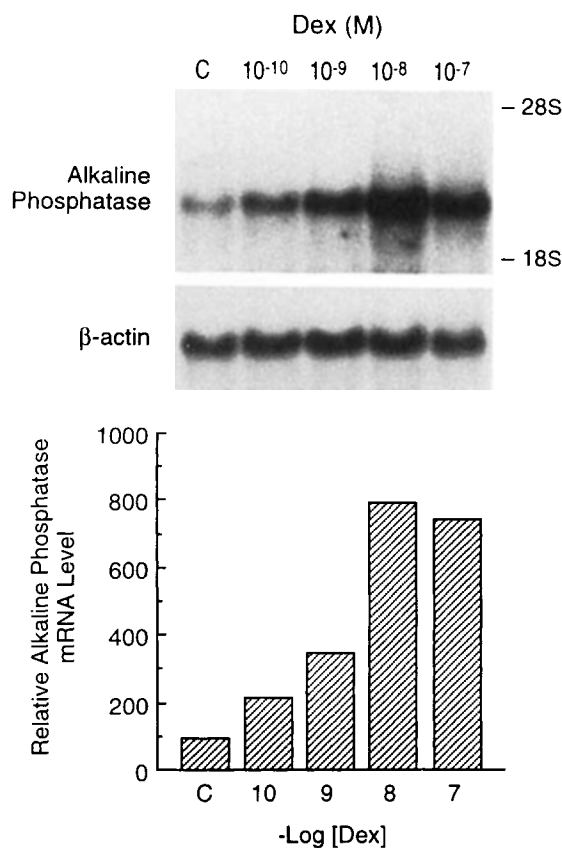 Dex (M)
C 10⁻¹⁰ 10⁻⁹ 10⁻⁸ 10⁻⁷
– 28S
Alkaline
Phosphatase
– 18S
β-actin
Relative Alkaline Phosphatase
mRNA Level
1000
800
600
400
200
0
C 10 9 8 7
-Log [Dex]